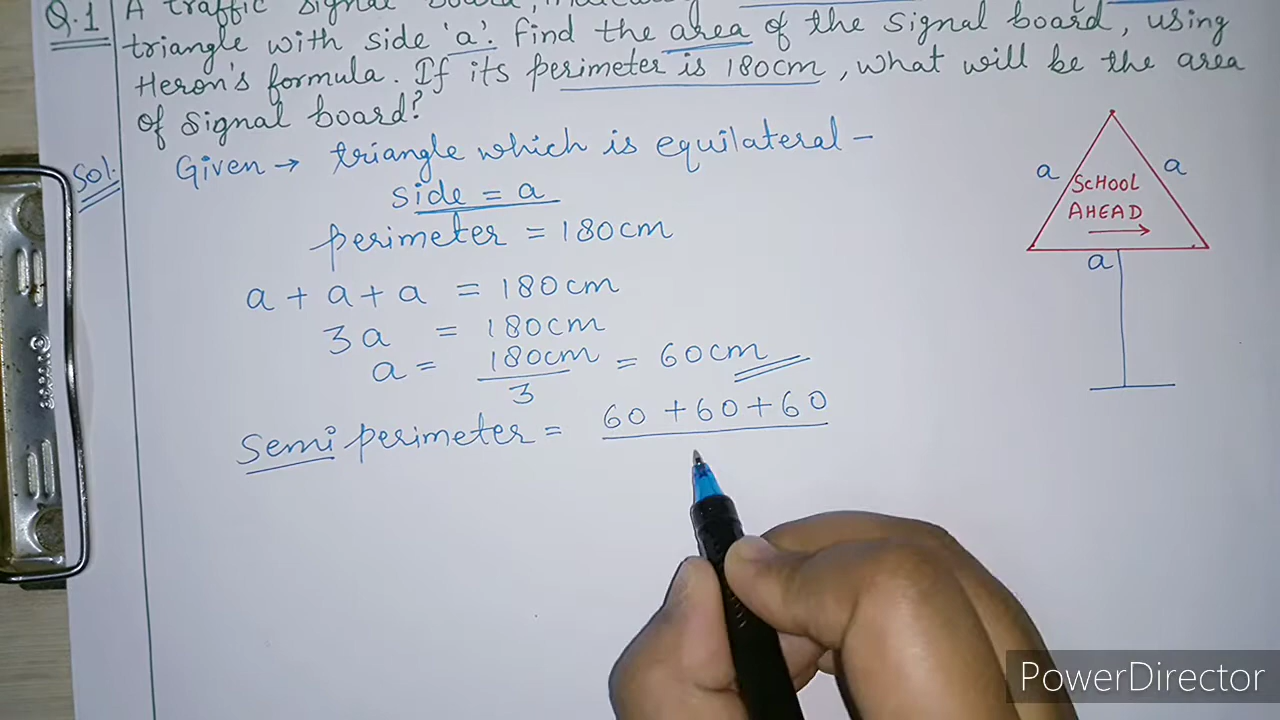 Q.1 A traffic signal board,
triangle with side 'a'. Find the area of the signal board, using
Heron's formula. If its perimeter is 180cm, what will be the area
of signal board?
Sol. Given → triangle which is equilateral -
side = a
perimeter = 180cm
a + a + a = 180cm
3a = 180cm
a = 180cm / 3 = 60cm
Semi perimeter = 60 + 60 + 60
a a
SCHOOL
AHEAD
→
a
PowerDirector